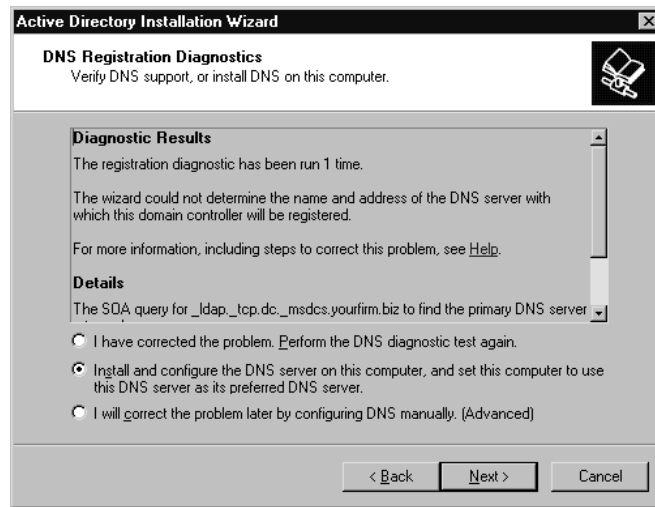 Active Directory Installation Wizard
DNS Registration Diagnostics
Verify DNS support, or install DNS on this computer.
Diagnostic Results
The registration diagnostic has been run 1 time.
The wizard could not determine the name and address of the DNS server with
which this domain controller will be registered.
For more information, including steps to correct this problem, see Help.
Details
The SOA query for _ldap._tcp.dc._msdcs.yourfirm.biz to find the primary DNS server
I have corrected the problem. Perform the DNS diagnostic test again.
Install and configure the DNS server on this computer, and set this computer to use
this DNS server as its preferred DNS server.
I will correct the problem later by configuring DNS manually. (Advanced)
< Back Next > Cancel